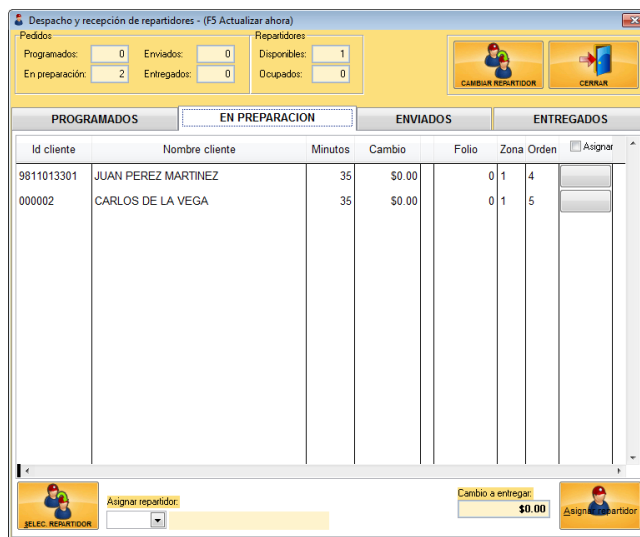 Despacho y recepción de repartidores - (F5 Actualizar ahora)
Pedidos
Programados: 0 Enviados: 0
En preparación: 2 Entregados: 0
Repartidores
Disponibles: 1
Ocupados: 0
CAMBIAR REPARTIDOR
CERRAR
PROGRAMADOS EN PREPARACION ENVIADOS ENTREGADOS
Id cliente Nombre cliente Minutos Cambio Folio Zona Orden Asignar
9811013301 JUAN PEREZ MARTINEZ 35 $0.00 0 1 4
000002 CARLOS DE LA VEGA 35 $0.00 0 1 5
SELEC. REPARTIDOR
Asignar repartidor:
Cambio a entregar:
$0.00
Asignar repartidor